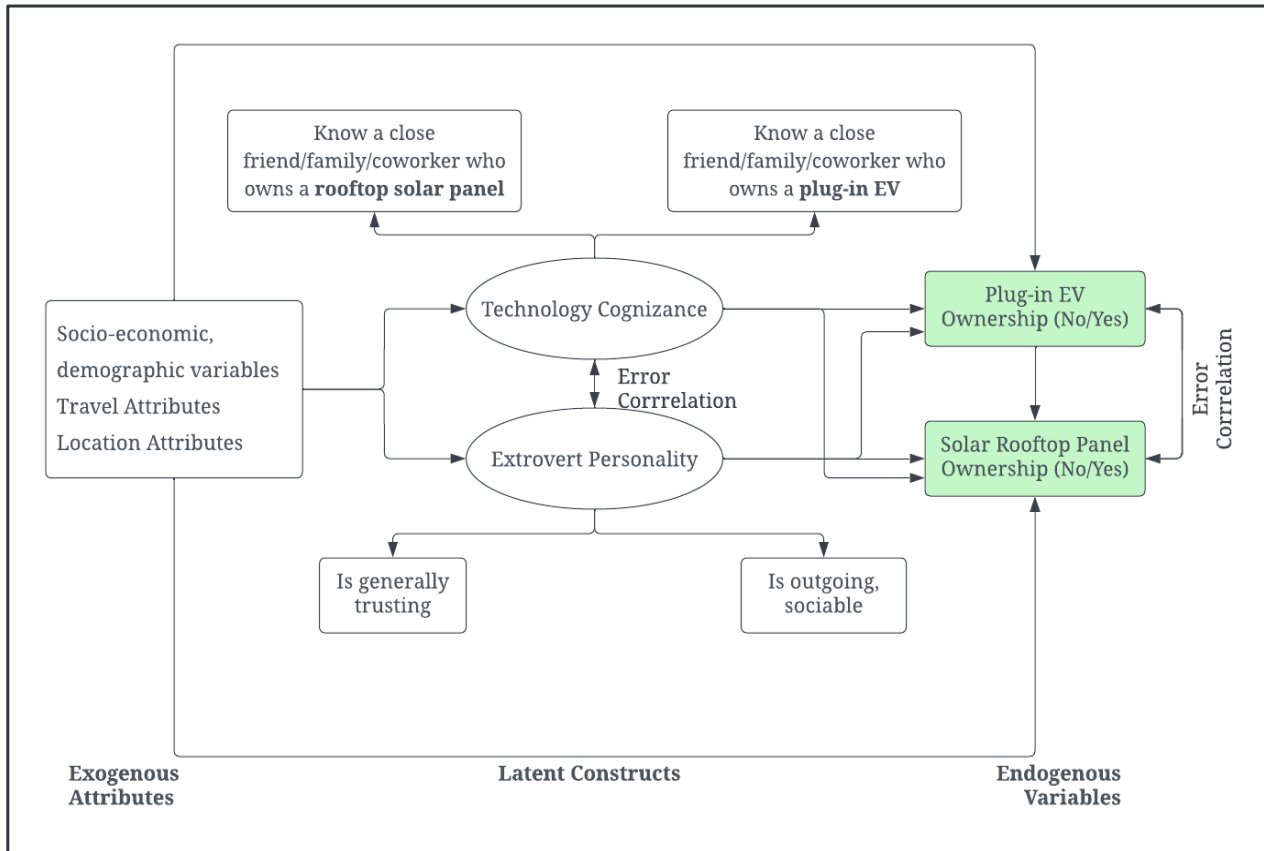 Know a close
friend/family/coworker who
owns a rooftop solar panel
Know a close
friend/family/coworker who
owns a plug-in EV
Socio-economic,
demographic variables
Travel Attributes
Location Attributes
Technology Cognizance
Error
Corrrelation
Extrovert Personality
Plug-in EV
Ownership (No/Yes)
Solar Rooftop Panel
Ownership (No/Yes)
Error
Corrrelation
Is generally
trusting
Is outgoing,
sociable
Exogenous
Attributes
Latent Constructs
Endogenous
Variables